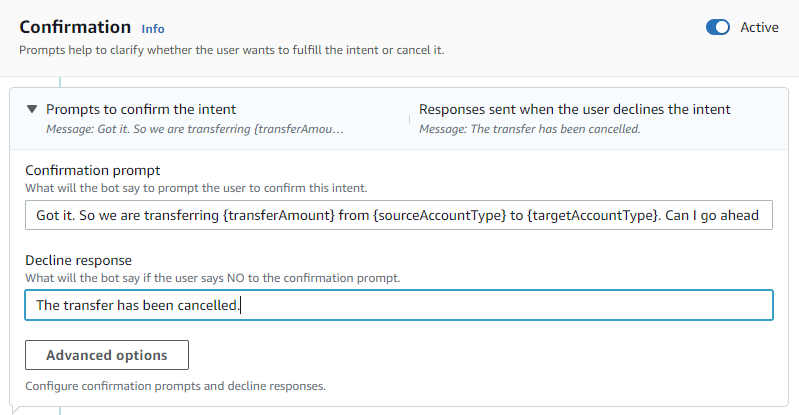 Confirmation Info
Active
Prompts help to clarify whether the user wants to fulfill the intent or cancel it.
Prompts to confirm the intent
Message: Got it. So we are transferring {transferAmou...
Responses sent when the user declines the intent
Message: The transfer has been cancelled.
Confirmation prompt
What will the bot say to prompt the user to confirm this intent.
Got it. So we are transferring {transferAmount} from {sourceAccountType} to {targetAccountType}. Can I go ahead
Decline response
What will the bot say if the user says NO to the confirmation prompt.
The transfer has been cancelled.
Advanced options
Configure confirmation prompts and decline responses.